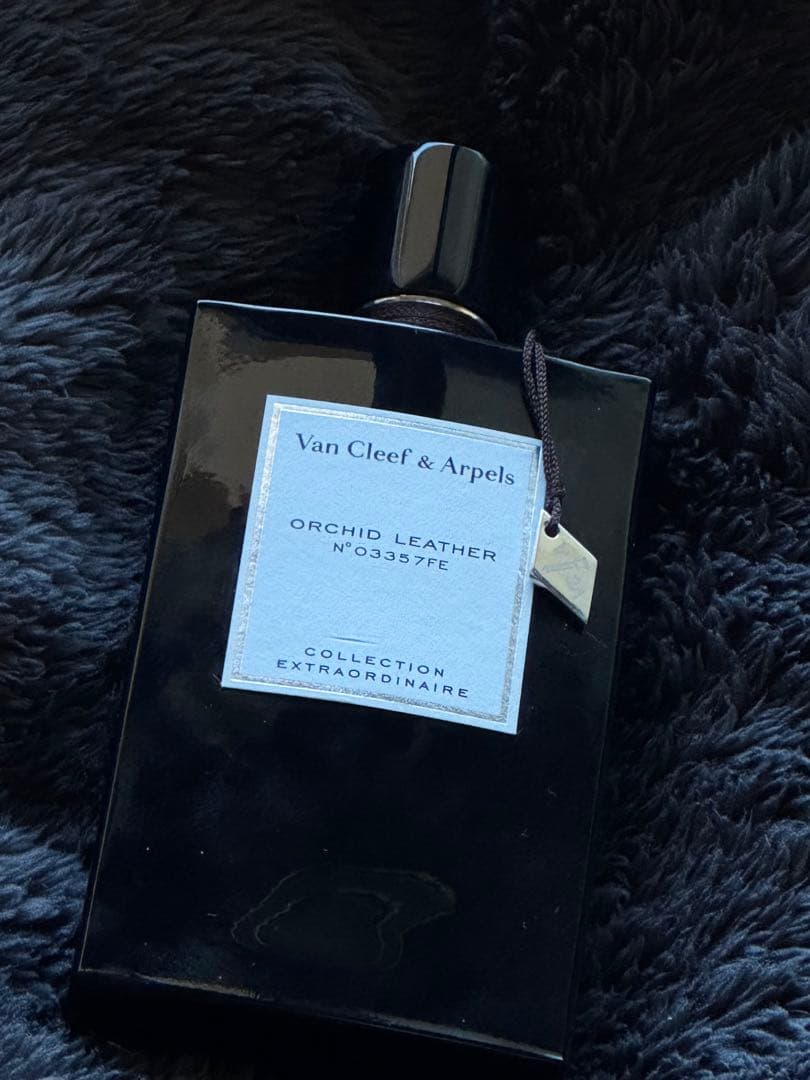 Van Cleef & Arpels
ORCHID LEATHER
N°03357FE
COLLECTION
EXTRAORDINAIRE